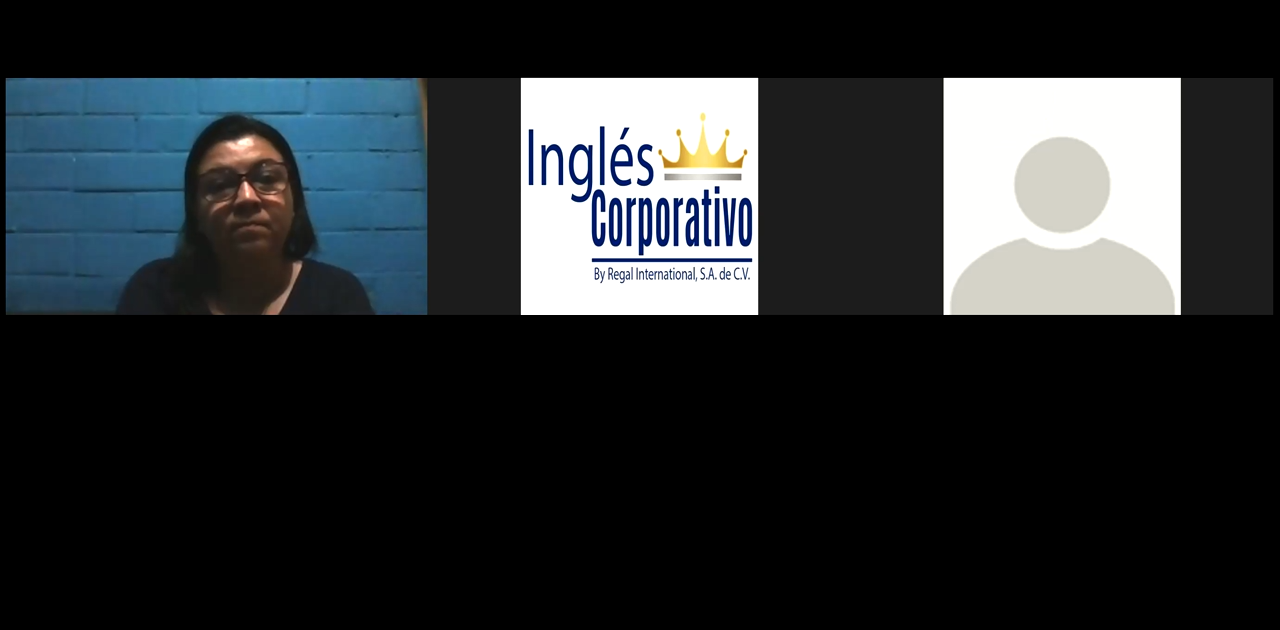 Inglés
Corporativo
By Regal International, S.A. de C.V.